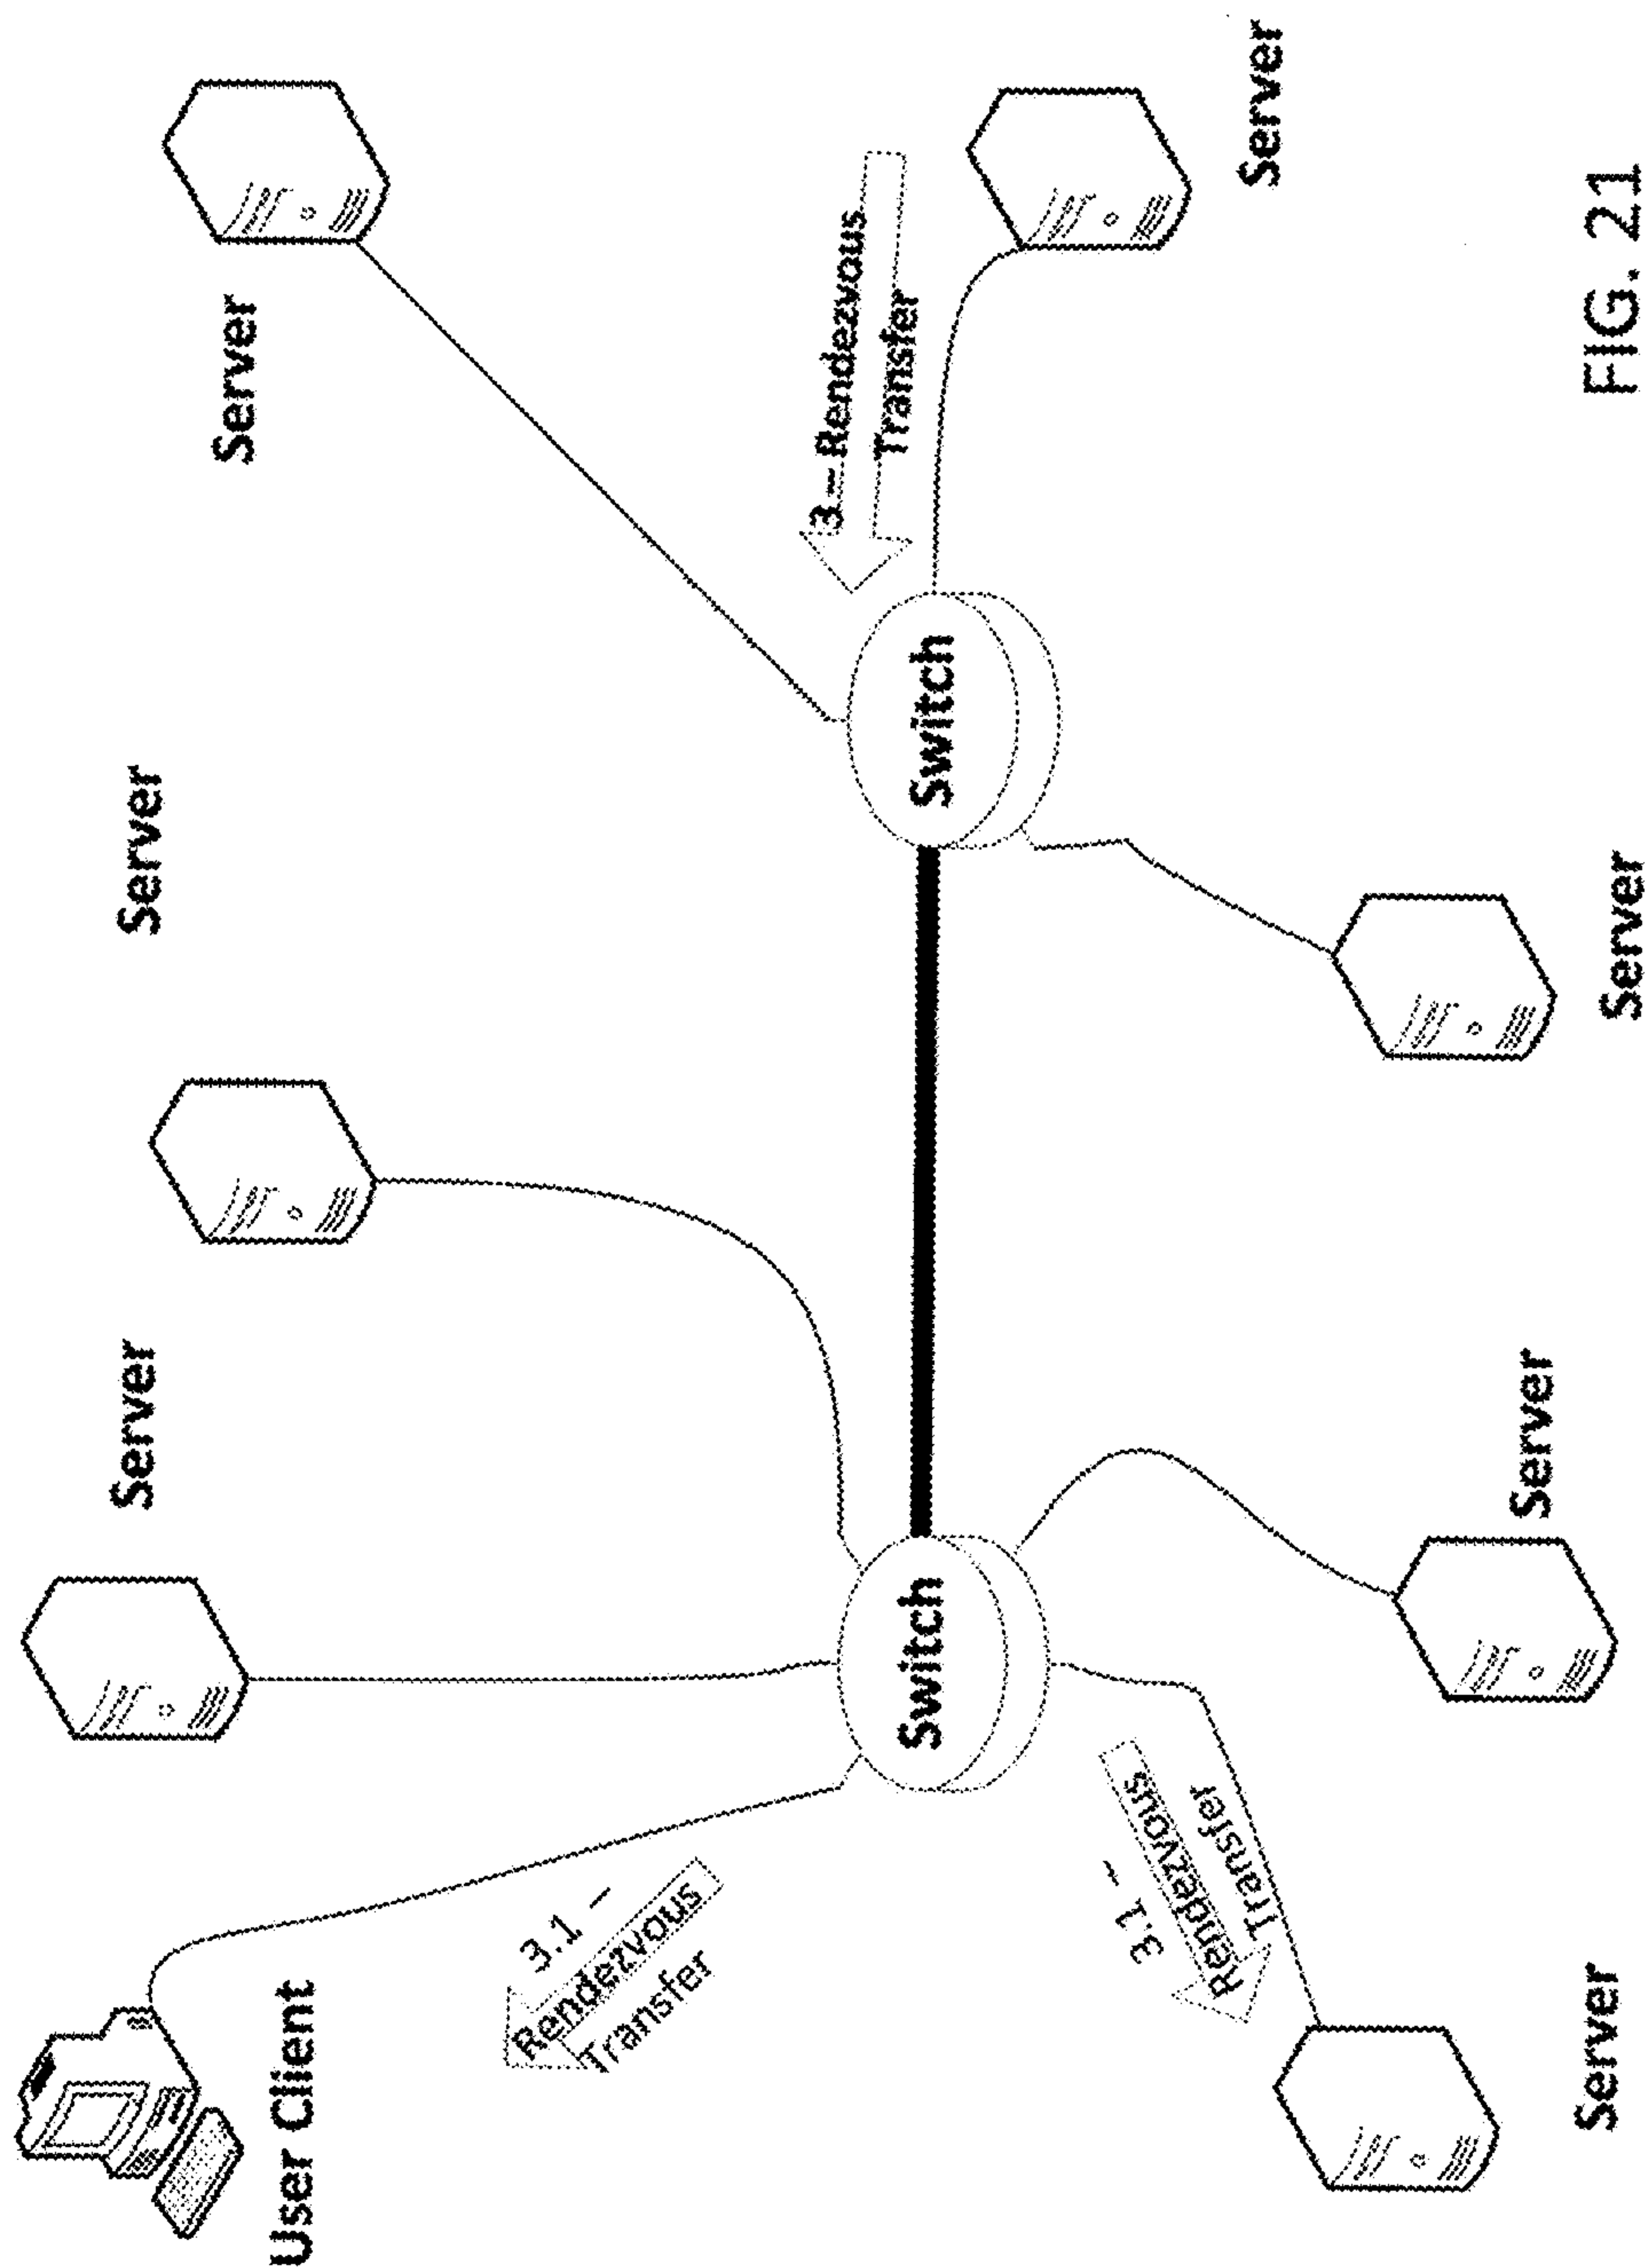 Server
Server
Server
User Client
3.1 –
Rendezvous
Transfer
3 – Rendezvous
Transfer
Switch
Switch
3.1 –
Rendezvous
Transfer
Server
Server
Server
Server
FIG. 21